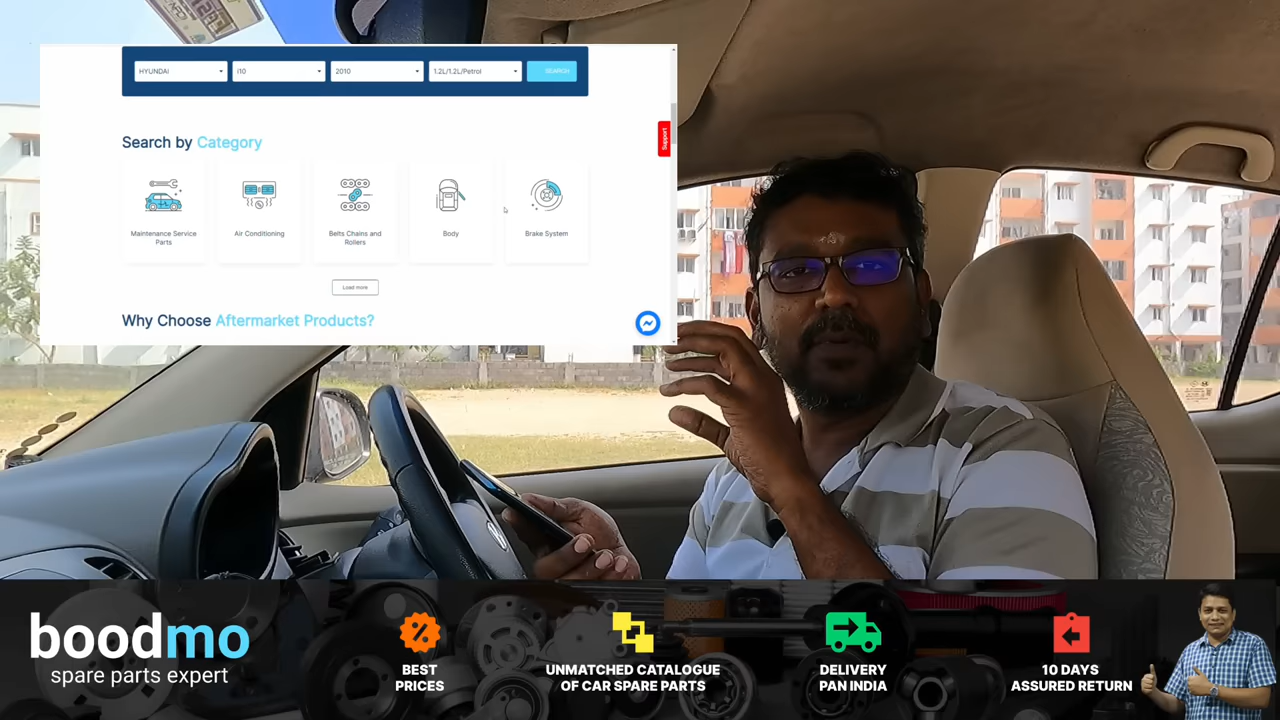 HYUNDAI
i10
2010
1.2L/1.2L/Petrol
SEARCH
Search by Category
Maintenance Service
Parts
Air Conditioning
Belts Chains and
Rollers
Body
Brake System
Load more
Why Choose Aftermarket Products?
Support
boodmo
spare parts expert
BEST
PRICES
UNMATCHED CATALOGUE
OF CAR SPARE PARTS
DELIVERY
PAN INDIA
10 DAYS
ASSURED RETURN